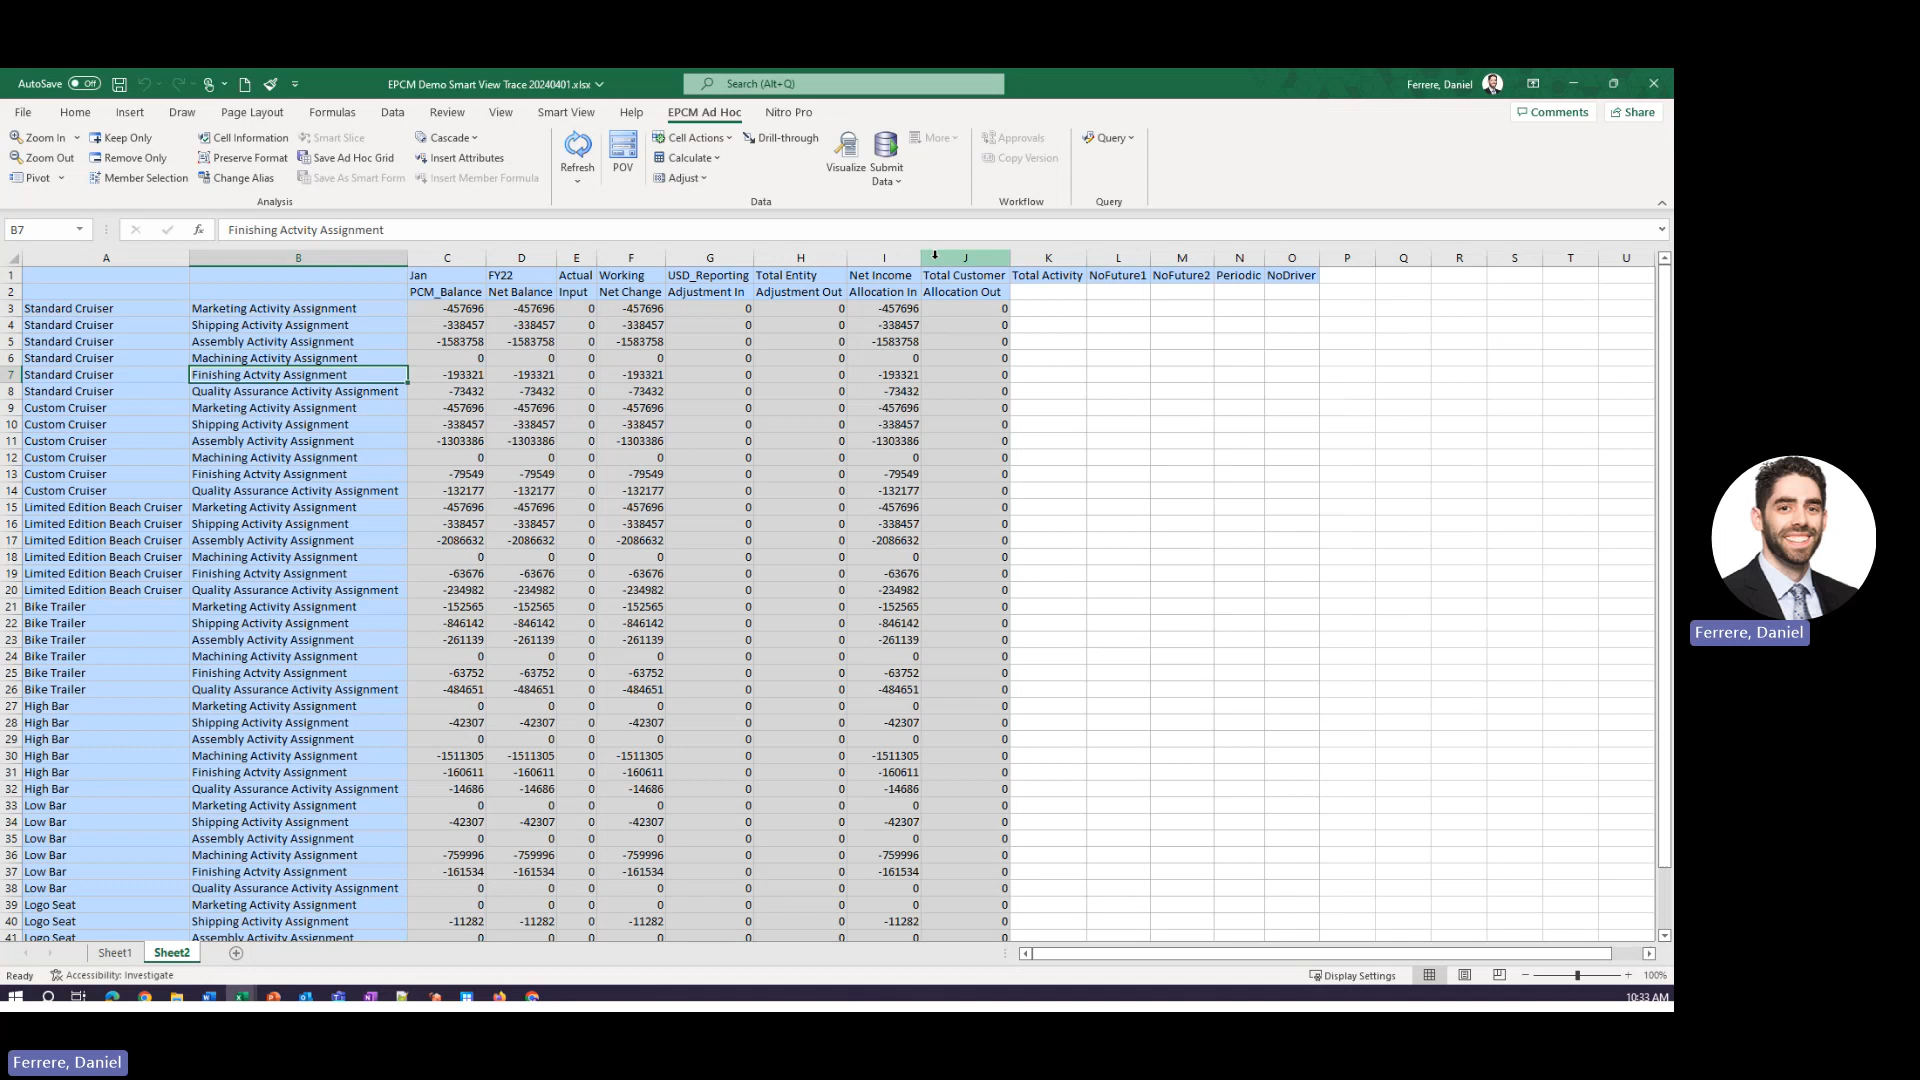 AutoSave Off EPCM Demo Smart View Trace 20240401.xlsx Search (Alt+Q) Ferrere, Daniel
File Home Insert Draw Page Layout Formulas Data Review View Smart View Help EPCM Ad Hoc Nitro Pro Comments Share
Zoom In Keep Only Cell Information Smart Slice Cascade Cell Actions Drill-through More Approvals Query
Zoom Out Remove Only Preserve Format Save Ad Hoc Grid Insert Attributes Refresh POV Calculate Visualize Submit Data Copy Version
Pivot Member Selection Change Alias Save As Smart Form Insert Member Formula Adjust
Analysis Data Workflow Query
B7 fx Finishing Actvity Assignment
A B C D E F G H I J K L M N O P Q R S T U
1 Jan FY22 Actual Working USD_Reporting Total Entity Net Income Total Customer Total Activity NoFuture1 NoFuture2 Periodic NoDriver
2 PCM_Balance Net Balance Input Net Change Adjustment In Adjustment Out Allocation In Allocation Out
3 Standard Cruiser Marketing Activity Assignment -457696 -457696 0 -457696 0 0 -457696 0
4 Standard Cruiser Shipping Activity Assignment -338457 -338457 0 -338457 0 0 -338457 0
5 Standard Cruiser Assembly Activity Assignment -1583758 -1583758 0 -1583758 0 0 -1583758 0
6 Standard Cruiser Machining Activity Assignment 0 0 0 0 0 0 0 0
7 Standard Cruiser Finishing Actvity Assignment -193321 -193321 0 -193321 0 0 -193321 0
8 Standard Cruiser Quality Assurance Activity Assignment -73432 -73432 0 -73432 0 0 -73432 0
9 Custom Cruiser Marketing Activity Assignment -457696 -457696 0 -457696 0 0 -457696 0
10 Custom Cruiser Shipping Activity Assignment -338457 -338457 0 -338457 0 0 -338457 0
11 Custom Cruiser Assembly Activity Assignment -1303386 -1303386 0 -1303386 0 0 -1303386 0
12 Custom Cruiser Machining Activity Assignment 0 0 0 0 0 0 0 0
13 Custom Cruiser Finishing Actvity Assignment -79549 -79549 0 -79549 0 0 -79549 0
14 Custom Cruiser Quality Assurance Activity Assignment -132177 -132177 0 -132177 0 0 -132177 0
15 Limited Edition Beach Cruiser Marketing Activity Assignment -457696 -457696 0 -457696 0 0 -457696 0
16 Limited Edition Beach Cruiser Shipping Activity Assignment -338457 -338457 0 -338457 0 0 -338457 0
17 Limited Edition Beach Cruiser Assembly Activity Assignment -2086632 -2086632 0 -2086632 0 0 -2086632 0
18 Limited Edition Beach Cruiser Machining Activity Assignment 0 0 0 0 0 0 0 0
19 Limited Edition Beach Cruiser Finishing Actvity Assignment -63676 -63676 0 -63676 0 0 -63676 0
20 Limited Edition Beach Cruiser Quality Assurance Activity Assignment -234982 -234982 0 -234982 0 0 -234982 0
21 Bike Trailer Marketing Activity Assignment -152565 -152565 0 -152565 0 0 -152565 0
22 Bike Trailer Shipping Activity Assignment -846142 -846142 0 -846142 0 0 -846142 0
23 Bike Trailer Assembly Activity Assignment -261139 -261139 0 -261139 0 0 -261139 0
24 Bike Trailer Machining Activity Assignment 0 0 0 0 0 0 0 0
25 Bike Trailer Finishing Actvity Assignment -63752 -63752 0 -63752 0 0 -63752 0
26 Bike Trailer Quality Assurance Activity Assignment -484651 -484651 0 -484651 0 0 -484651 0
27 High Bar Marketing Activity Assignment 0 0 0 0 0 0 0 0
28 High Bar Shipping Activity Assignment -42307 -42307 0 -42307 0 0 -42307 0
29 High Bar Assembly Activity Assignment 0 0 0 0 0 0 0 0
30 High Bar Machining Activity Assignment -1511305 -1511305 0 -1511305 0 0 -1511305 0
31 High Bar Finishing Actvity Assignment -160611 -160611 0 -160611 0 0 -160611 0
32 High Bar Quality Assurance Activity Assignment -14686 -14686 0 -14686 0 0 -14686 0
33 Low Bar Marketing Activity Assignment 0 0 0 0 0 0 0 0
34 Low Bar Shipping Activity Assignment -42307 -42307 0 -42307 0 0 -42307 0
35 Low Bar Assembly Activity Assignment 0 0 0 0 0 0 0 0
36 Low Bar Machining Activity Assignment -759996 -759996 0 -759996 0 0 -759996 0
37 Low Bar Finishing Actvity Assignment -161534 -161534 0 -161534 0 0 -161534 0
38 Low Bar Quality Assurance Activity Assignment 0 0 0 0 0 0 0 0
39 Logo Seat Marketing Activity Assignment 0 0 0 0 0 0 0 0
40 Logo Seat Shipping Activity Assignment -11282 -11282 0 -11282 0 0 -11282 0
41 Logo Seat Assembly Activity Assignment 0 0 0 0 0 0 0 0
Sheet1 Sheet2
Ready Accessibility: Investigate Display Settings 100%
10:33 AM
Ferrere, Daniel
Ferrere, Daniel